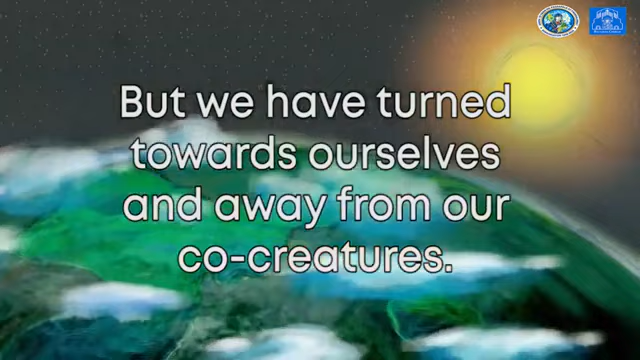 But we have turned
towards ourselves
and away from our
co-creatures.